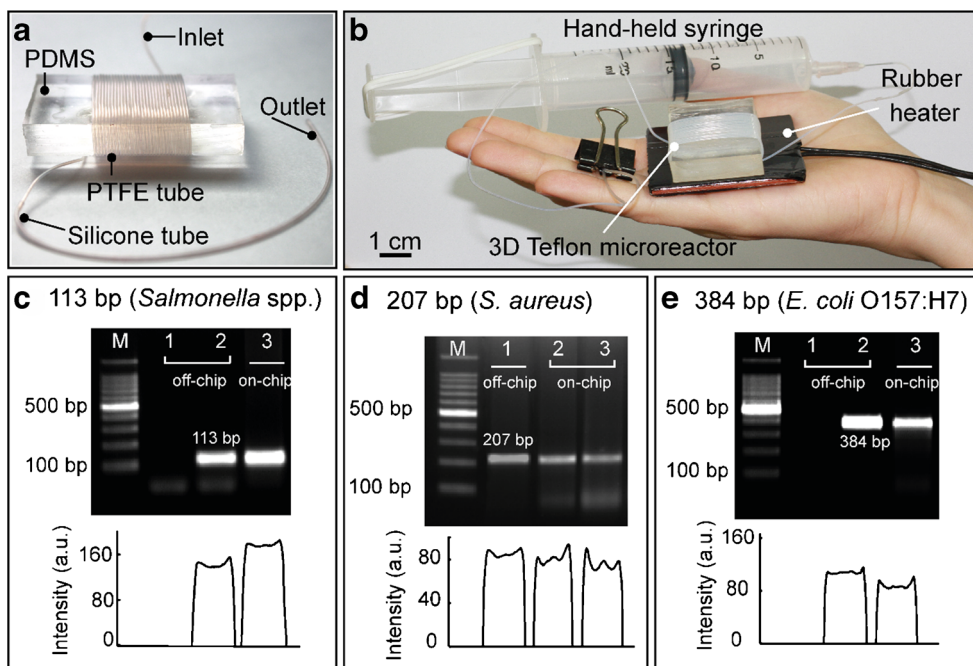 a
Inlet
PDMS
Outlet
PTFE tube
Silicone tube
b
Hand-held syringe
ml
15
10
5
Rubber
heater
1 cm
3D Teflon microreactor
c 113 bp (Salmonella spp.)
M 1 2 3
off-chip on-chip
500 bp
113 bp
100 bp
Intensity (a.u.)
160
80
0
d 207 bp (S. aureus)
M 1 2 3
off-chip on-chip
500 bp
207 bp
100 bp
Intensity (a.u.)
80
40
0
e 384 bp (E. coli O157:H7)
M 1 2 3
off-chip on-chip
500 bp
384 bp
100 bp
Intensity (a.u.)
160
80
0